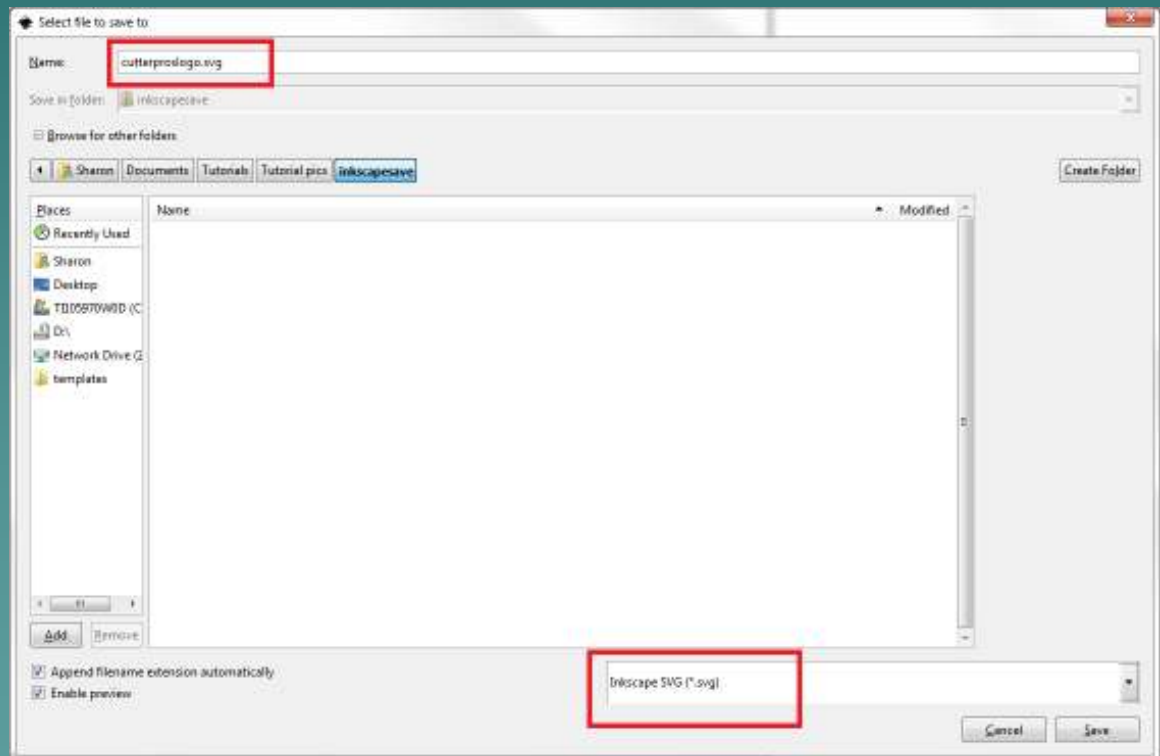 Select file to save to
Name: cutterproslogo.svg
Save in folder: inkscapesave
Browse for other folders
Sharon Documents Tutorials Tutorial pics inkscapesave Create Folder
Places Name Modified
Recently Used
Sharon
Desktop
TI105970W0D (C
D:\
Network Drive (Z
templates
Add Remove
Append filename extension automatically
Enable preview
Inkscape SVG (*.svg)
Cancel Save